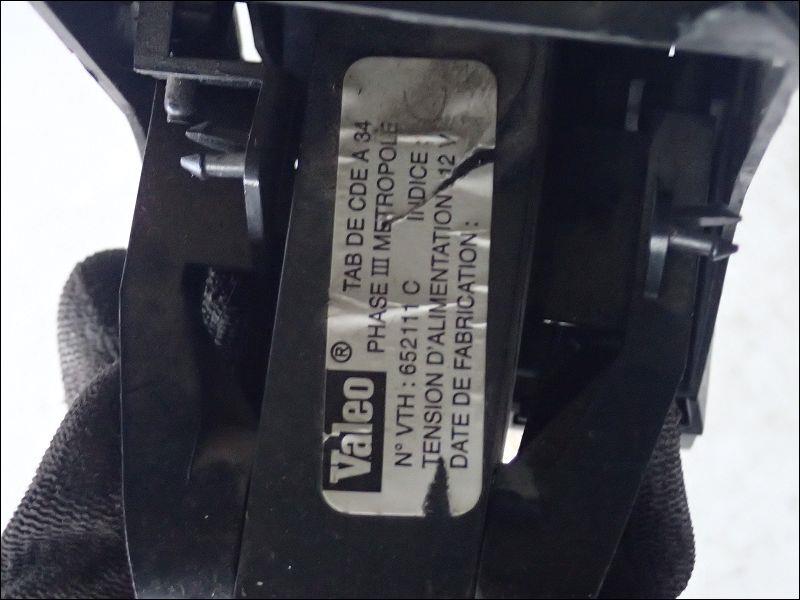 Valeo ®
TAB DE CDE A 34
PHASE III METROPOLE
N° VTH : 652111 C INDICE :
TENSION D'ALIMENTATION : 12 V
DATE DE FABRICATION :